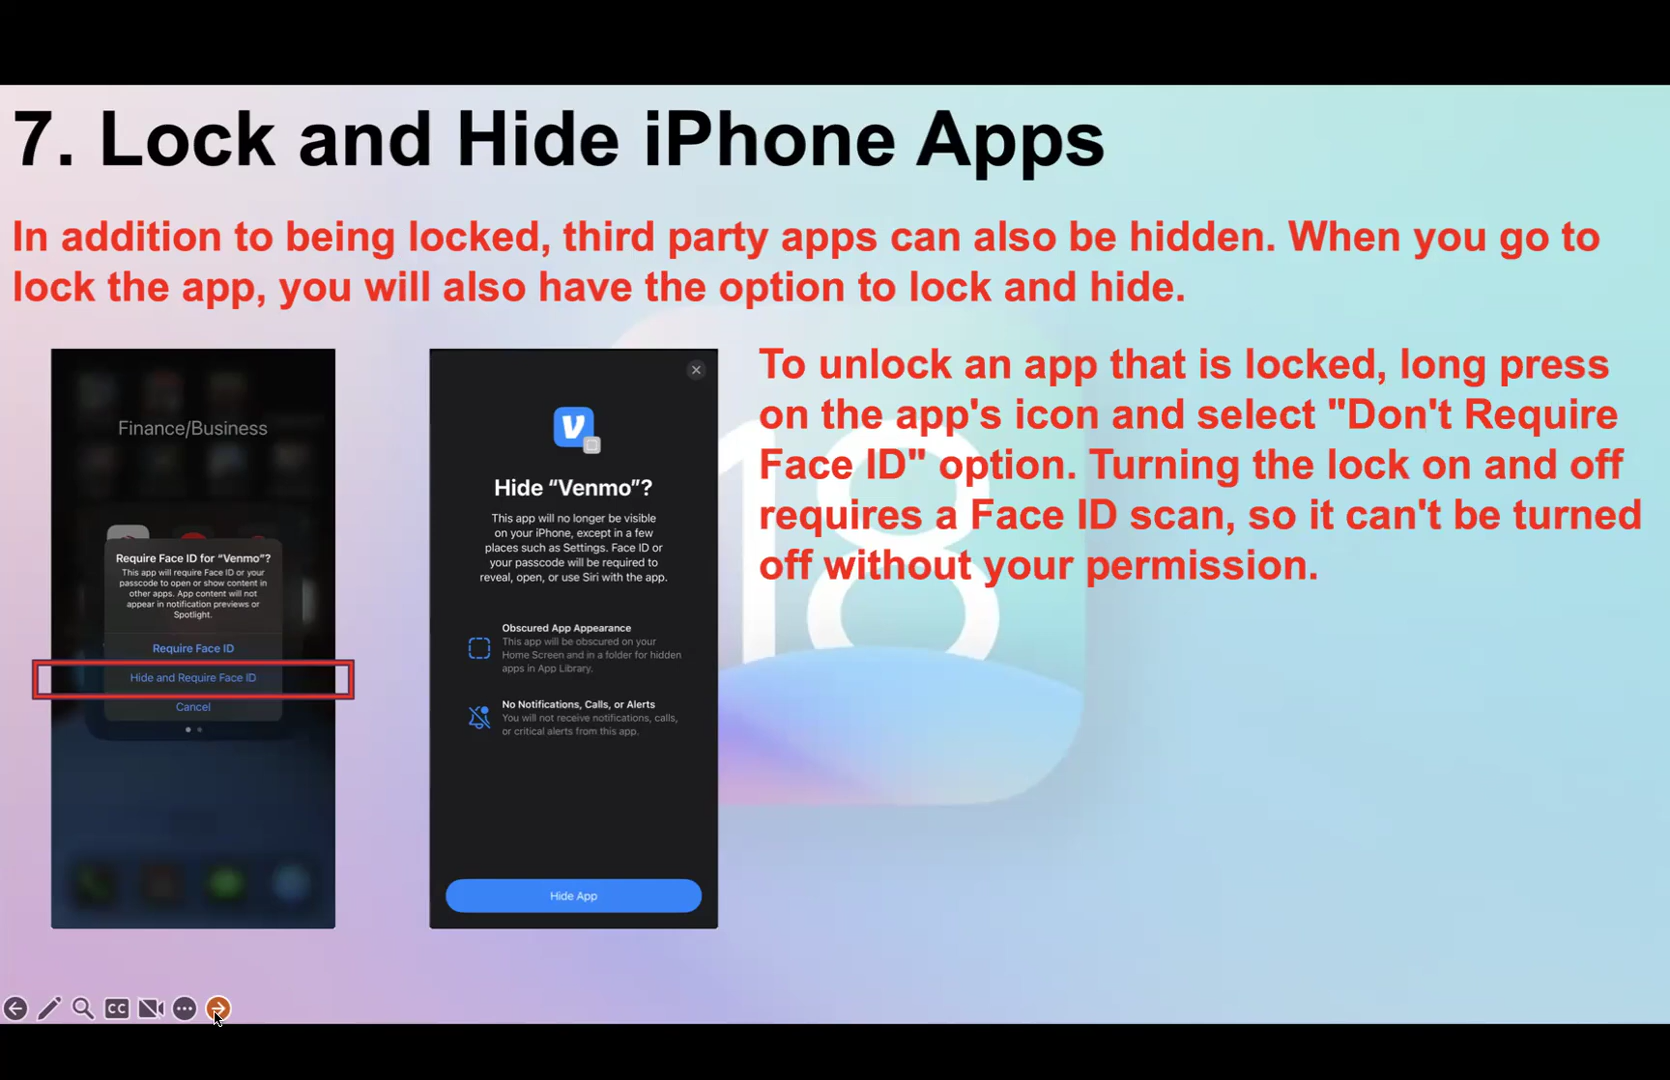 7. Lock and Hide iPhone Apps
In addition to being locked, third party apps can also be hidden. When you go to
lock the app, you will also have the option to lock and hide.
Finance/Business
Require Face ID for “Venmo”?
This app will require Face ID or your
passcode to open or show content in
other apps. App content will not
appear in notification previews or
Spotlight.
Require Face ID
Hide and Require Face ID
Cancel
Hide “Venmo”?
This app will no longer be visible
on your iPhone, except in a few
places such as Settings. Face ID or
your passcode will be required to
reveal, open, or use Siri with the app.
Obscured App Appearance
This app will be obscured on your
Home Screen and in a folder for hidden
apps in App Library.
No Notifications, Calls, or Alerts
You will not receive notifications, calls,
or critical alerts from this app.
Hide App
To unlock an app that is locked, long press
on the app's icon and select "Don't Require
Face ID" option. Turning the lock on and off
requires a Face ID scan, so it can't be turned
off without your permission.
18
CC